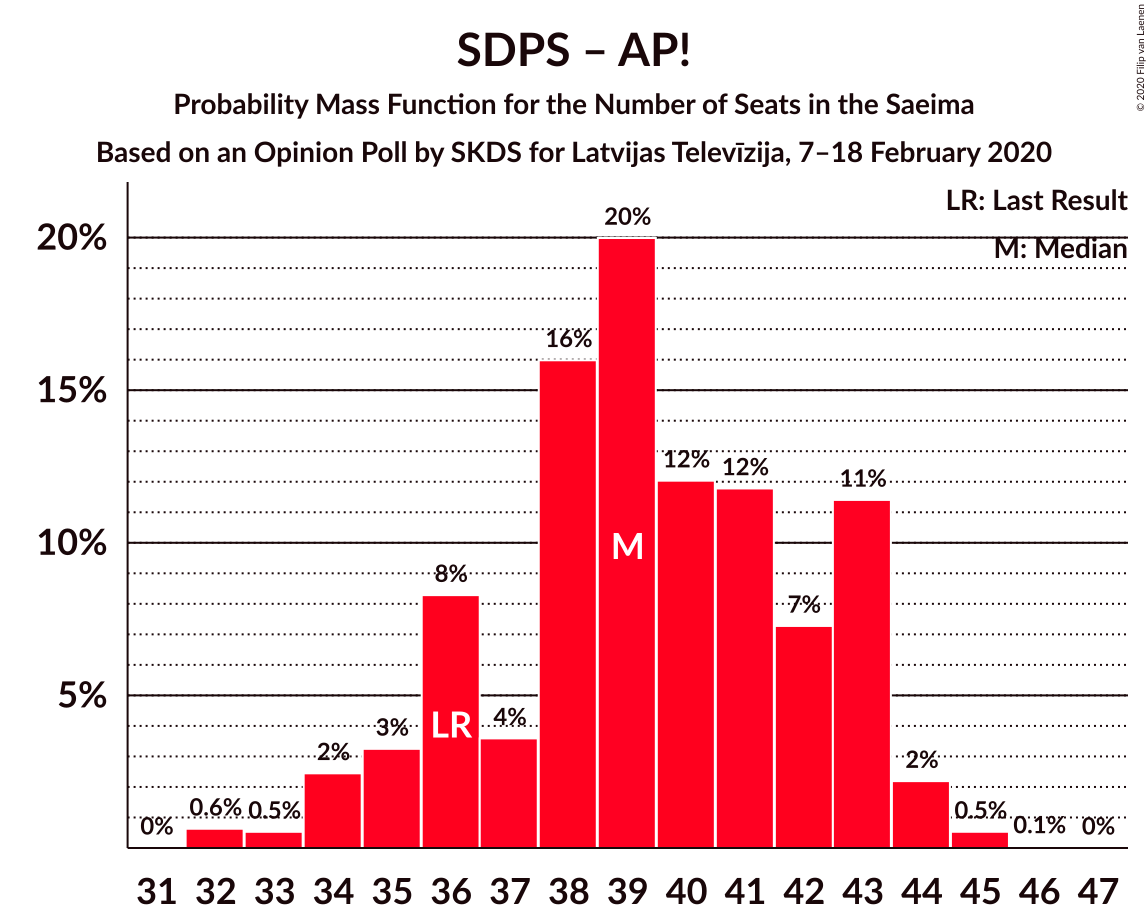 SDPS – AP!
Probability Mass Function for the Number of Seats in the Saeima
Based on an Opinion Poll by SKDS for Latvijas Televīzija, 7–18 February 2020
© 2020 Filip van Laenen
LR: Last Result
M: Median
20%
15%
10%
5%
0%
0.6%
0.5%
2%
3%
8%
4%
16%
20%
12%
12%
7%
11%
2%
0.5%
0.1%
0%
LR
M
31 32 33 34 35 36 37 38 39 40 41 42 43 44 45 46 47